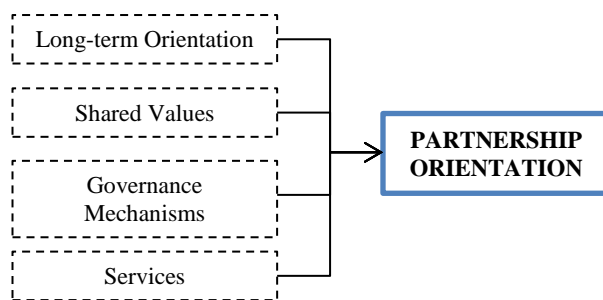 Long-term Orientation
Shared Values
Governance
Mechanisms
Services
PARTNERSHIP
ORIENTATION